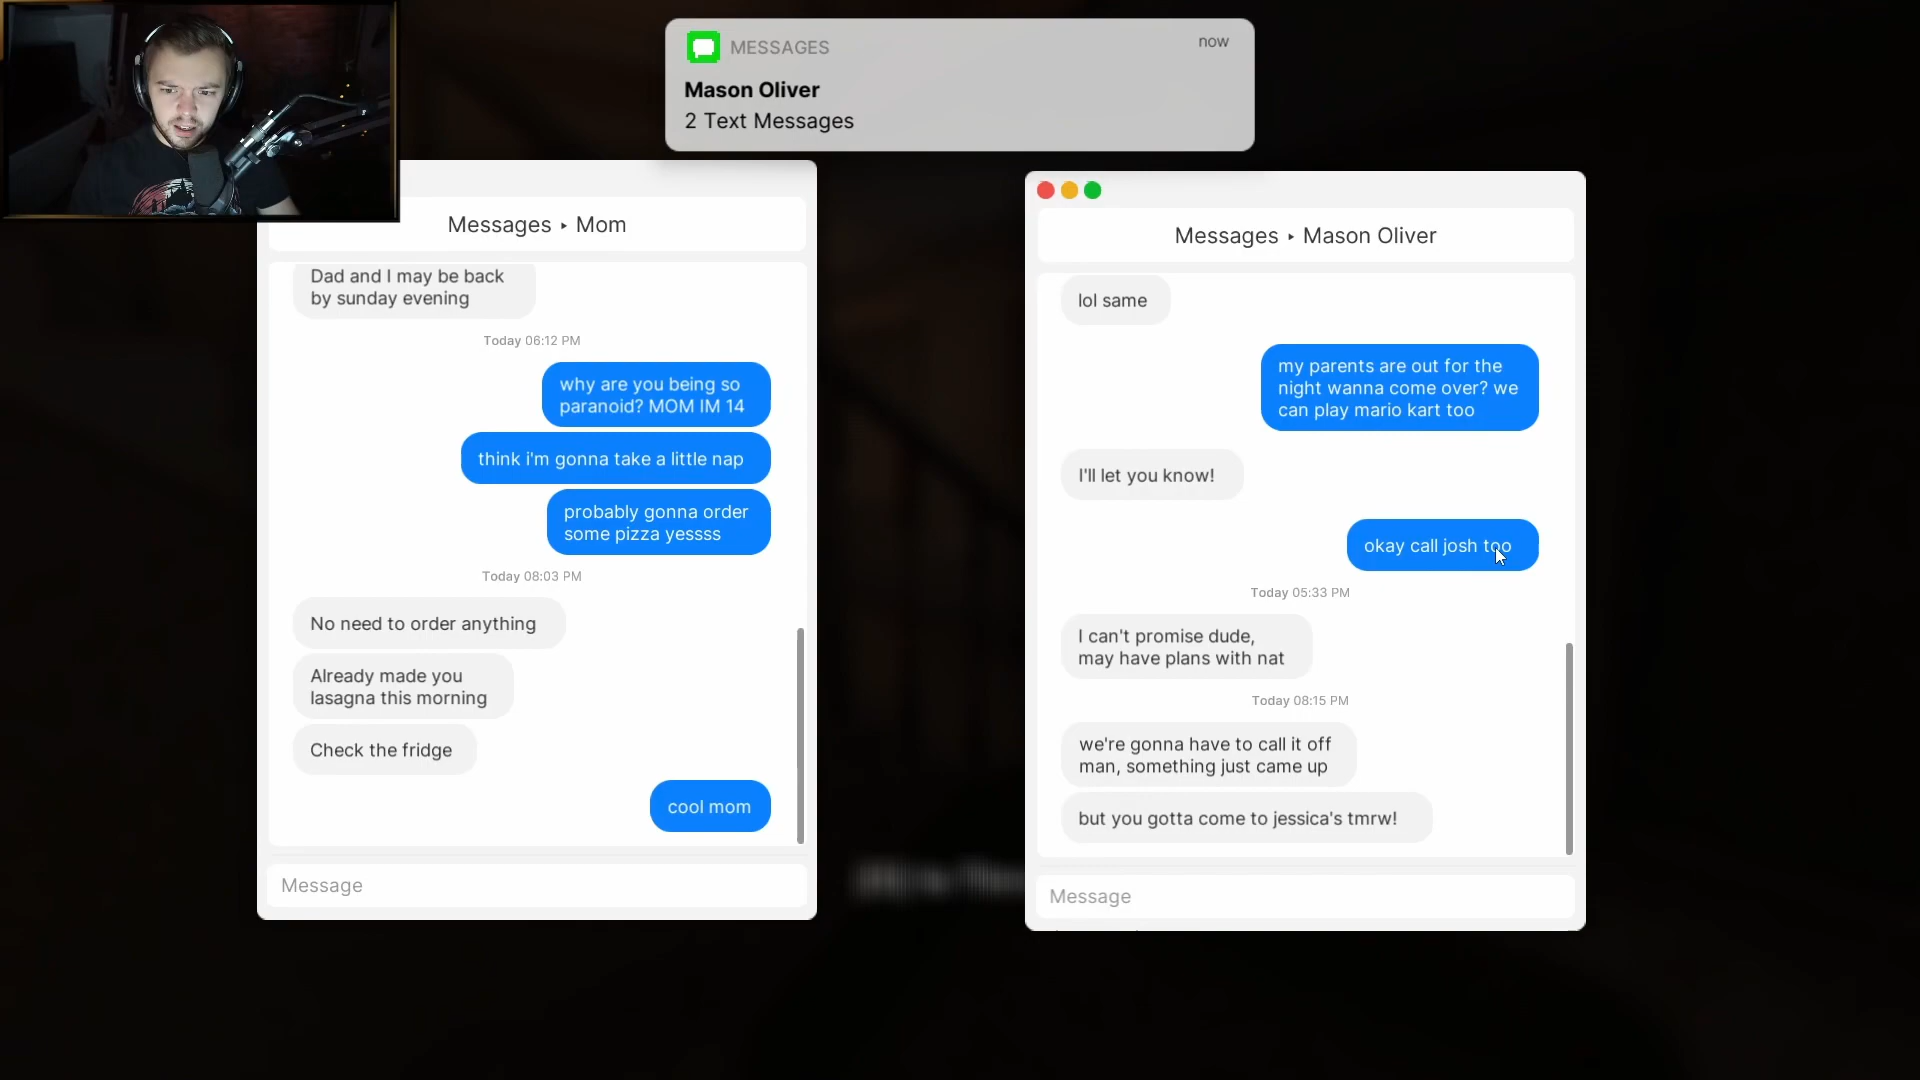 MESSAGES
now
Mason Oliver
2 Text Messages
Messages ‣ Mom
Dad and I may be back
by sunday evening
Today 06:12 PM
why are you being so
paranoid? MOM IM 14
think i'm gonna take a little nap
probably gonna order
some pizza yessss
Today 08:03 PM
No need to order anything
Already made you
lasagna this morning
Check the fridge
cool mom
Message
Messages ‣ Mason Oliver
lol same
my parents are out for the
night wanna come over? we
can play mario kart too
I'll let you know!
okay call josh too
Today 05:33 PM
I can't promise dude,
may have plans with nat
Today 08:15 PM
we're gonna have to call it off
man, something just came up
but you gotta come to jessica's tmrw!
Message